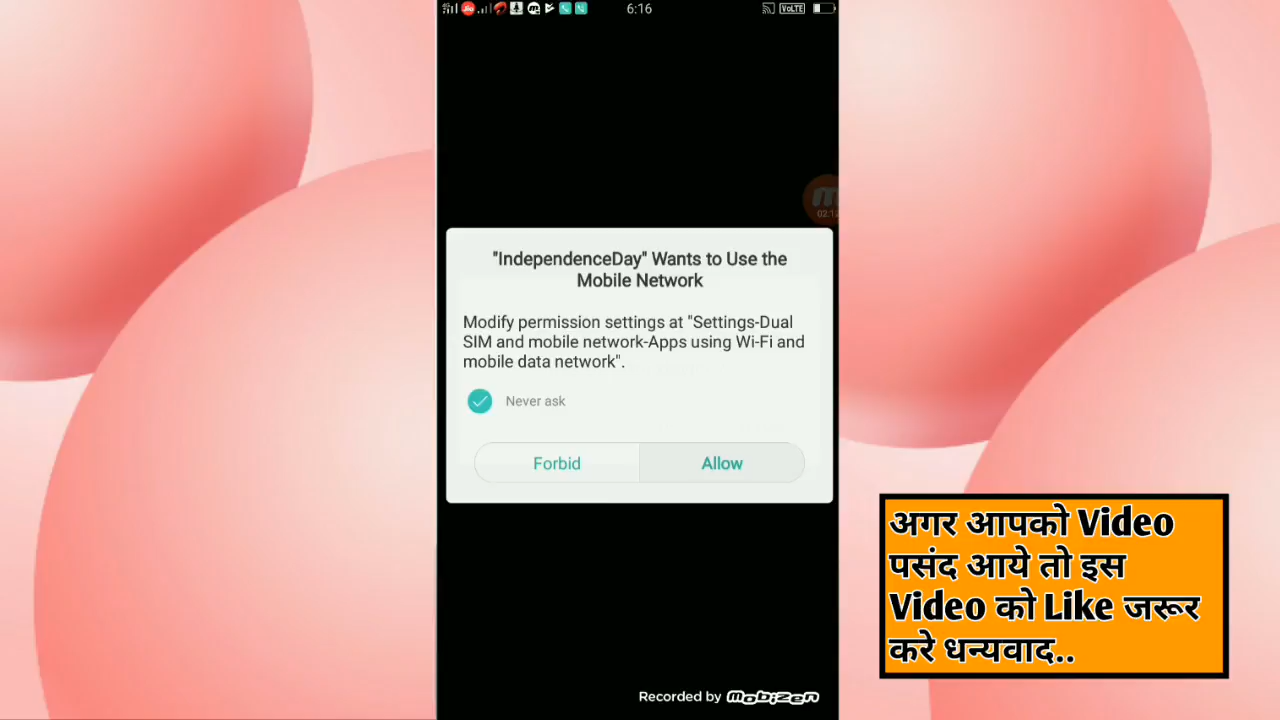 6:16
VoLTE
02:12
"IndependenceDay" Wants to Use the
Mobile Network
Modify permission settings at "Settings-Dual
SIM and mobile network-Apps using Wi-Fi and
mobile data network".
Never ask
Forbid Allow
अगर आपको Video
पसंद आये तो इस
Video को Like जरूर
करे धन्यवाद..
Recorded by mobizen